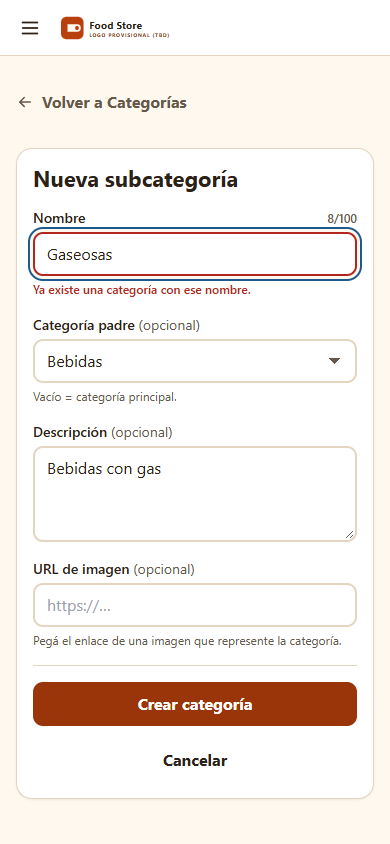 Food Store
LOGO PROVISIONAL (TBD)
Volver a Categorías
Nueva subcategoría
Nombre 8/100
Gaseosas
Ya existe una categoría con ese nombre.
Categoría padre (opcional)
Bebidas
Vacío = categoría principal.
Descripción (opcional)
Bebidas con gas
URL de imagen (opcional)
https://...
Pegá el enlace de una imagen que represente la categoría.
Crear categoría
Cancelar